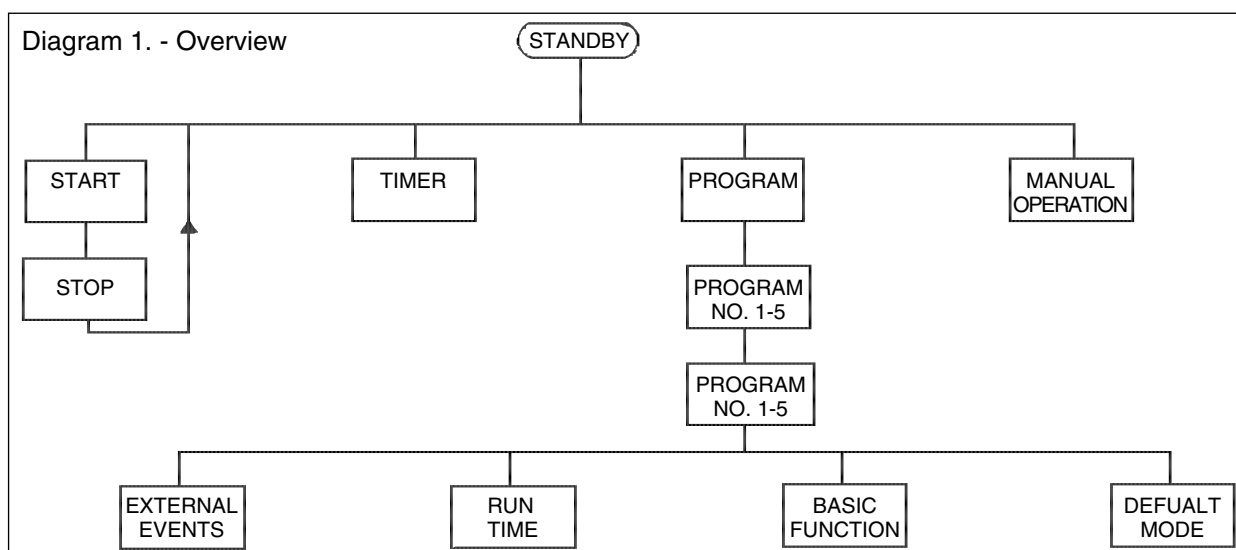 Diagram 1. - Overview
STANDBY
START
TIMER
PROGRAM
MANUAL
OPERATION
STOP
PROGRAM
NO. 1-5
PROGRAM
NO. 1-5
EXTERNAL
EVENTS
RUN
TIME
BASIC
FUNCTION
DEFUALT
MODE